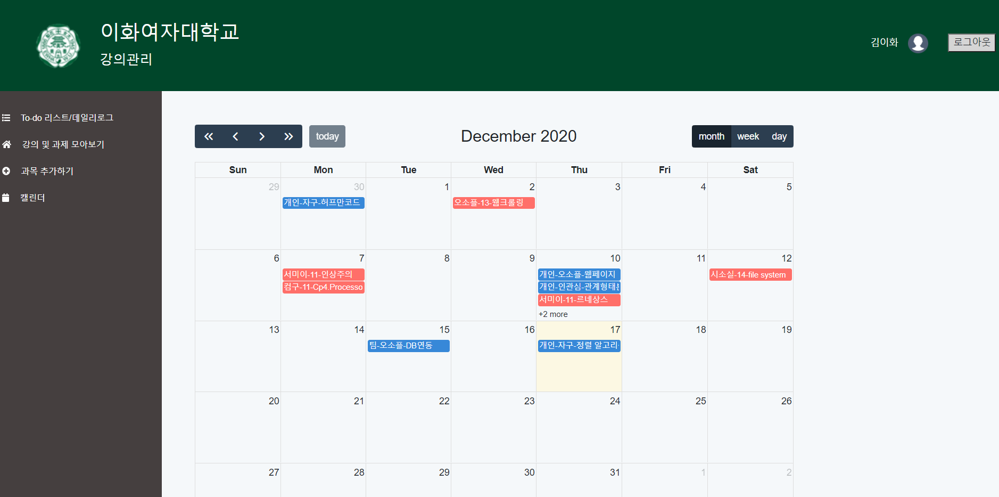 이화여자대학교
강의관리
김이화
로그아웃
To-do 리스트/데일리로그
강의 및 과제 모아보기
과목 추가하기
캘린더
today
December 2020
month week day
Sun Mon Tue Wed Thu Fri Sat
29 30 1 2 3 4 5
개인-자구-허프만코드
오소플-13-웹크롤링
6 7 8 9 10 11 12
서미이-11-인상주의
컴구-11-Cp4.Processo
개인-오소플-웹페이지
개인-인관심-관계형태분
서미이-11-르네상스
+2 more
시소실-14-file system
13 14 15 16 17 18 19
팀-오소플-DB연동
개인-자구-정렬 알고리
20 21 22 23 24 25 26
27 28 29 30 31 1 2